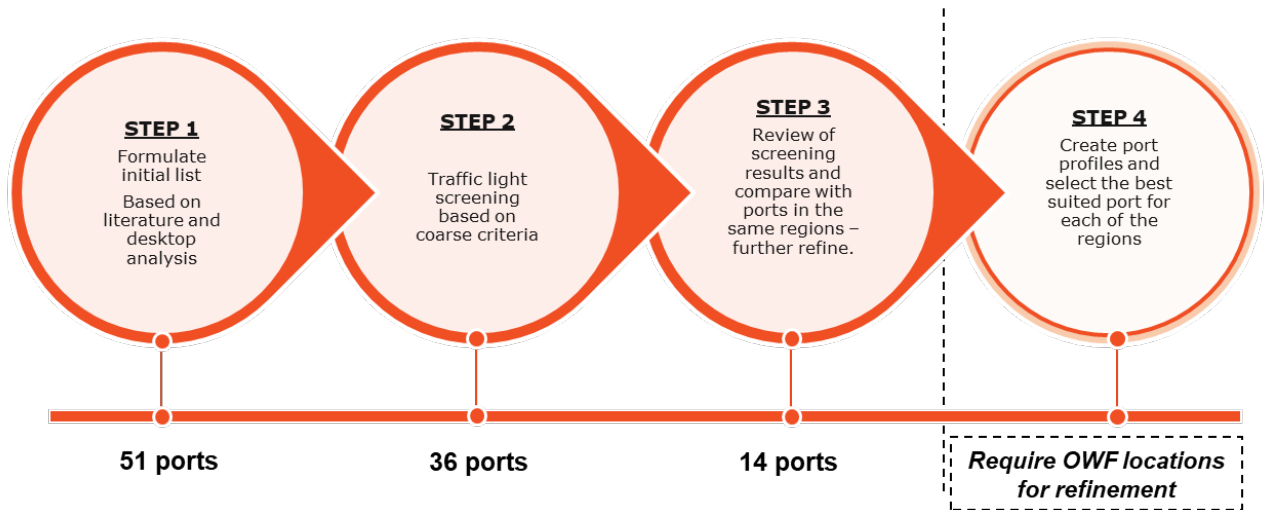 STEP 1
Formulate
initial list
Based on
literature and
desktop
analysis
STEP 2
Traffic light
screening
based on
coarse criteria
STEP 3
Review of
screening
results and
compare with
ports in the
same regions –
further refine.
STEP 4
Create port
profiles and
select the best
suited port for
each of the
regions
51 ports
36 ports
14 ports
Require OWF locations
for refinement